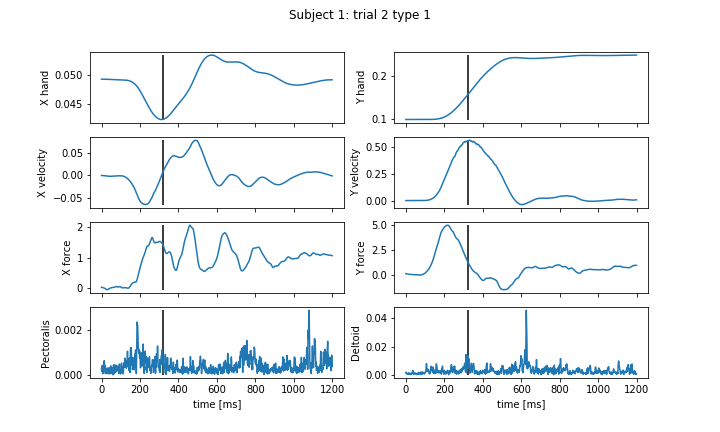 Subject 1: trial 2 type 1
X hand
0.050
0.045
Y hand
0.2
0.1
X velocity
0.05
0.00
−0.05
Y velocity
0.50
0.25
0.00
X force
2
1
0
Y force
5.0
2.5
0.0
Pectoralis
0.002
0.000
Deltoid
0.04
0.02
0.00
0 200 400 600 800 1000 1200
0 200 400 600 800 1000 1200
time [ms]
time [ms]